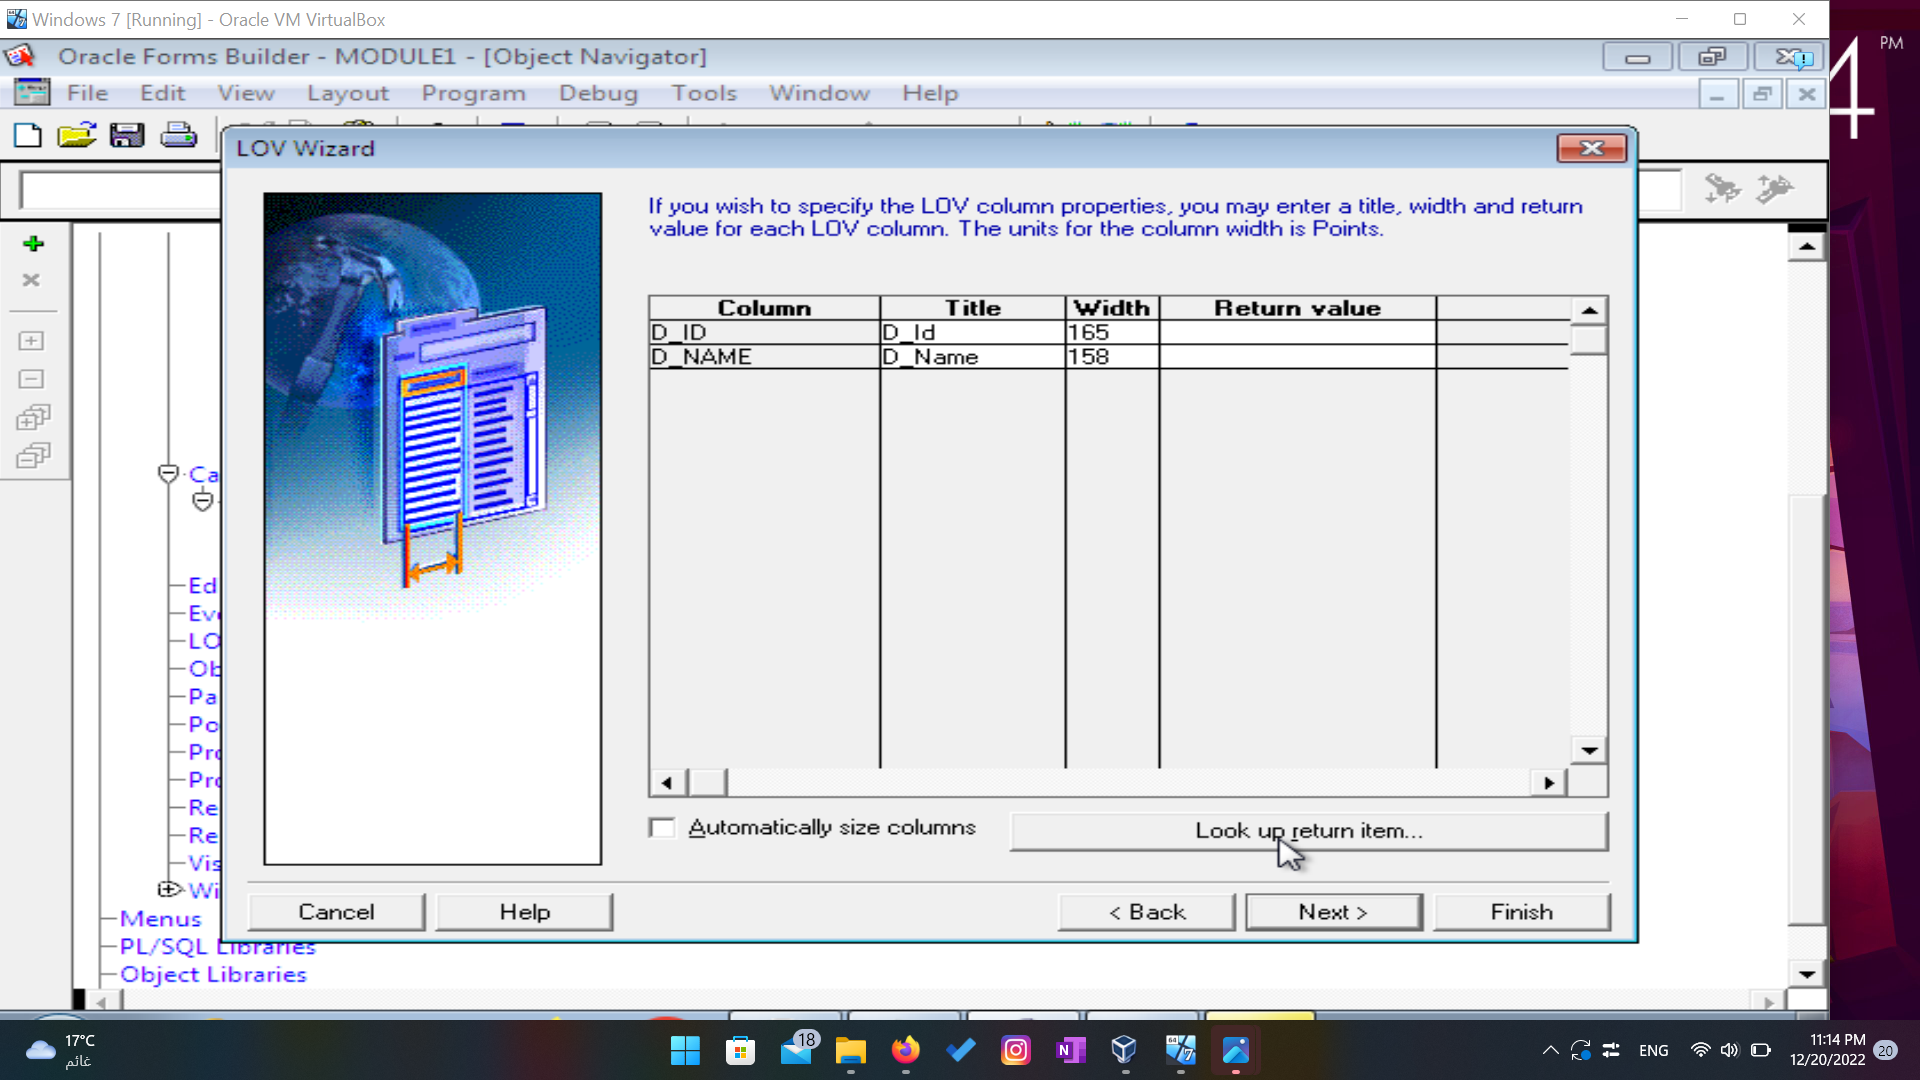 Windows 7 [Running] - Oracle VM VirtualBox
PM
4
Oracle Forms Builder - MODULE1 - [Object Navigator]
File Edit View Layout Program Debug Tools Window Help
LOV Wizard
If you wish to specify the LOV column properties, you may enter a title, width and return
value for each LOV column. The units for the column width is Points.
Column Title Width Return value
D_ID D_Id 165
D_NAME D_Name 158
Automatically size columns
Look up return item...
Cancel Help < Back Next > Finish
Ca
Ed
Eve
LO
Ob
Pa
Po
Pro
Pro
Re
Re
Vis
Wi
Menus
PL/SQL Libraries
Object Libraries
17°C
غائم
18
N
64
7
ENG
11:14 PM
12/20/2022
20